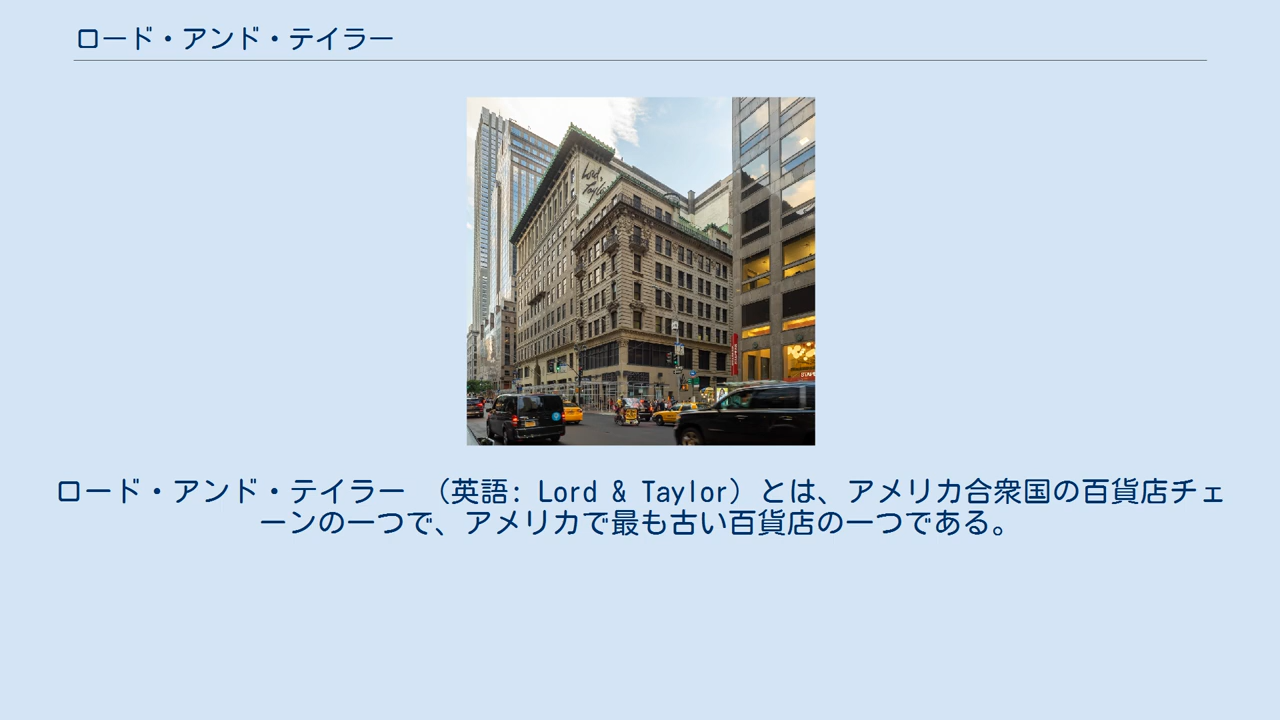 ロード・アンド・テイラー
Lord &
Taylor
ロード・アンド・テイラー （英語: Lord & Taylor）とは、アメリカ合衆国の百貨店チェ
ーンの一つで、アメリカで最も古い百貨店の一つである。